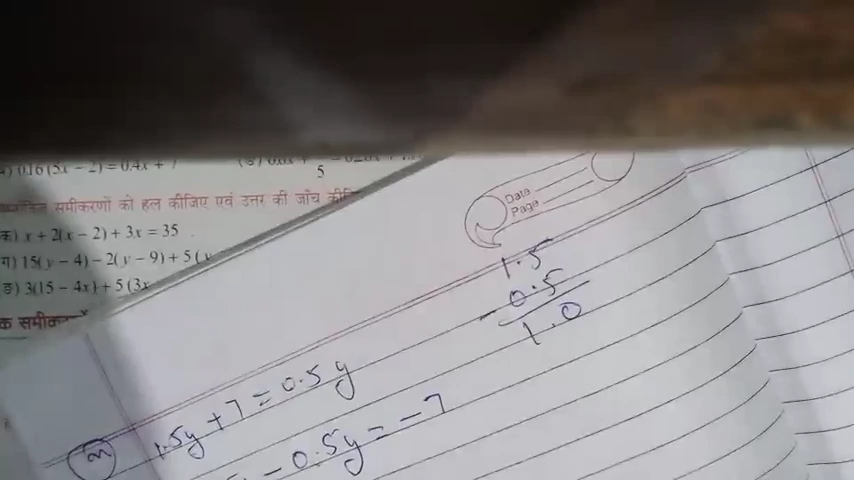 0.16(5x − 2) = 0.4x + 7
5
समीकरणों को हल कीजिए एवं उत्तर की जाँच
क) x + 2(x − 2) + 3x = 35
ग) 15(y − 4) − 2(y − 9) + 5(y
ङ) 3(15 − 4x) + 5(3x
Date
Page
1.5
- 0.5
1.0
1.5y + 7 = 0.5y
− 0.5y = −7